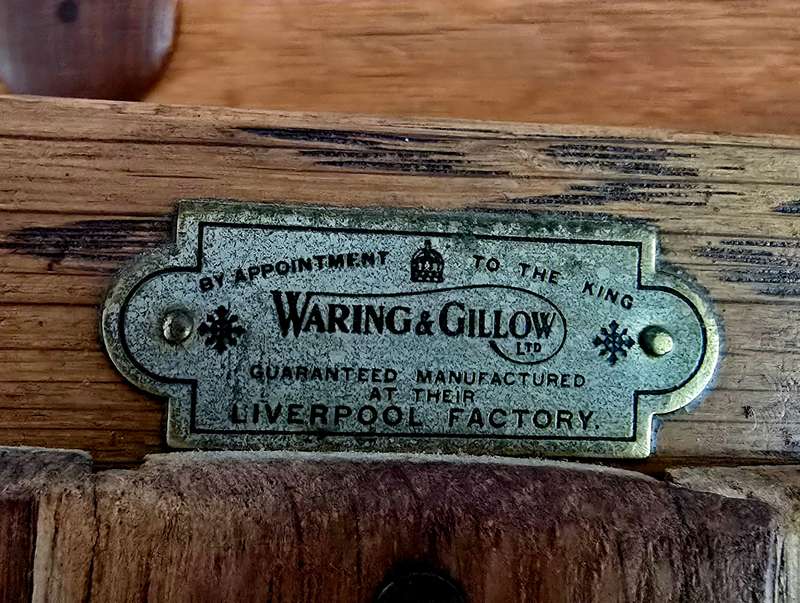 BY APPOINTMENT TO THE KING
WARING & GILLOW
LTD
GUARANTEED MANUFACTURED
AT THEIR
LIVERPOOL FACTORY.